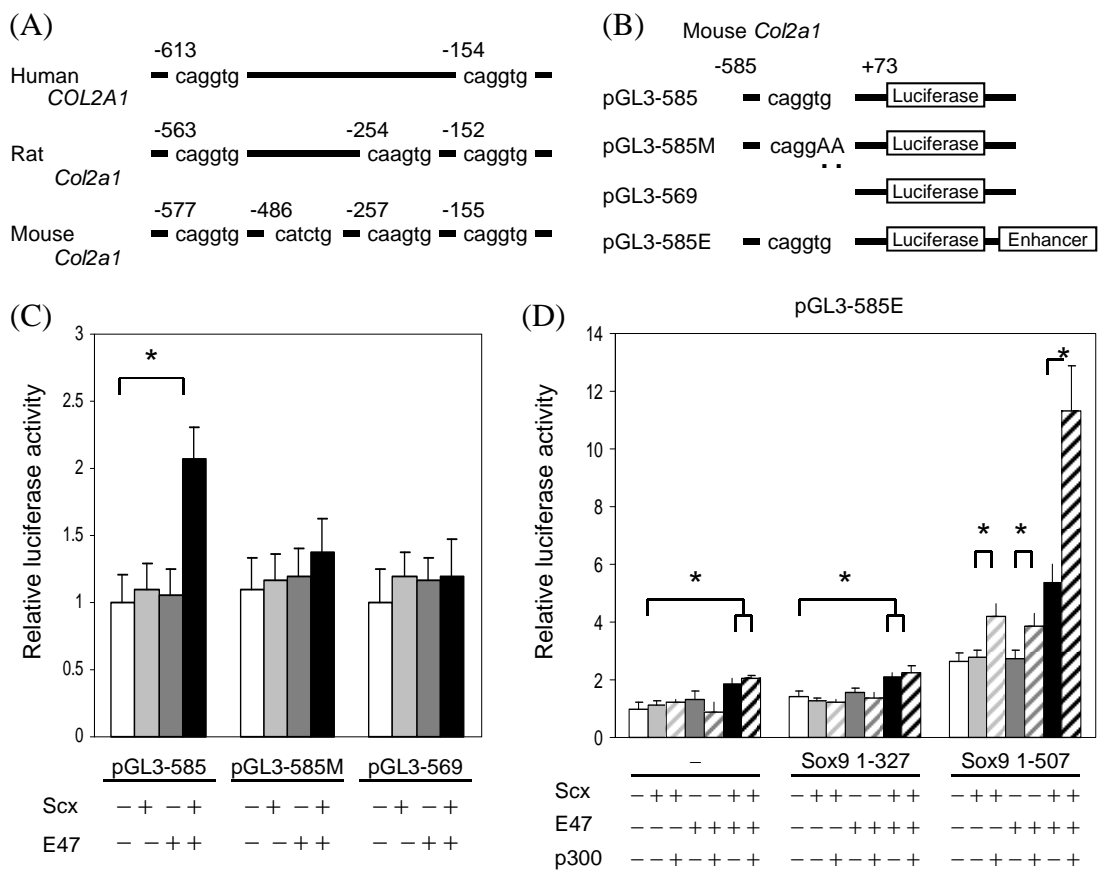 (A)
-613 -154
Human caggtg caggtg
COL2A1
-563 -254 -152
Rat caggtg caagtg caggtg
Col2a1
-577 -486 -257 -155
Mouse caggtg catctg caagtg caggtg
Col2a1
(B) Mouse Col2a1
-585 +73
pGL3-585 caggtg Luciferase
pGL3-585M caggAA Luciferase
pGL3-569 Luciferase
pGL3-585E caggtg Luciferase Enhancer
(C)
Relative luciferase activity
3
2.5
2
1.5
1
0.5
0
*
pGL3-585 pGL3-585M pGL3-569
Scx − + − + − + − + − + − +
E47 − − + + − − + + − − + +
(D) pGL3-585E
Relative luciferase activity
14
12
10
8
6
4
2
0
* * * * *
− Sox9 1-327 Sox9 1-507
Scx − + + − − + + − + + − − + + − + + − − + +
E47 − − − + + + + − − − + + + + − − − + + + +
p300 − − + − + − + − − + − + − + − − + − + − +